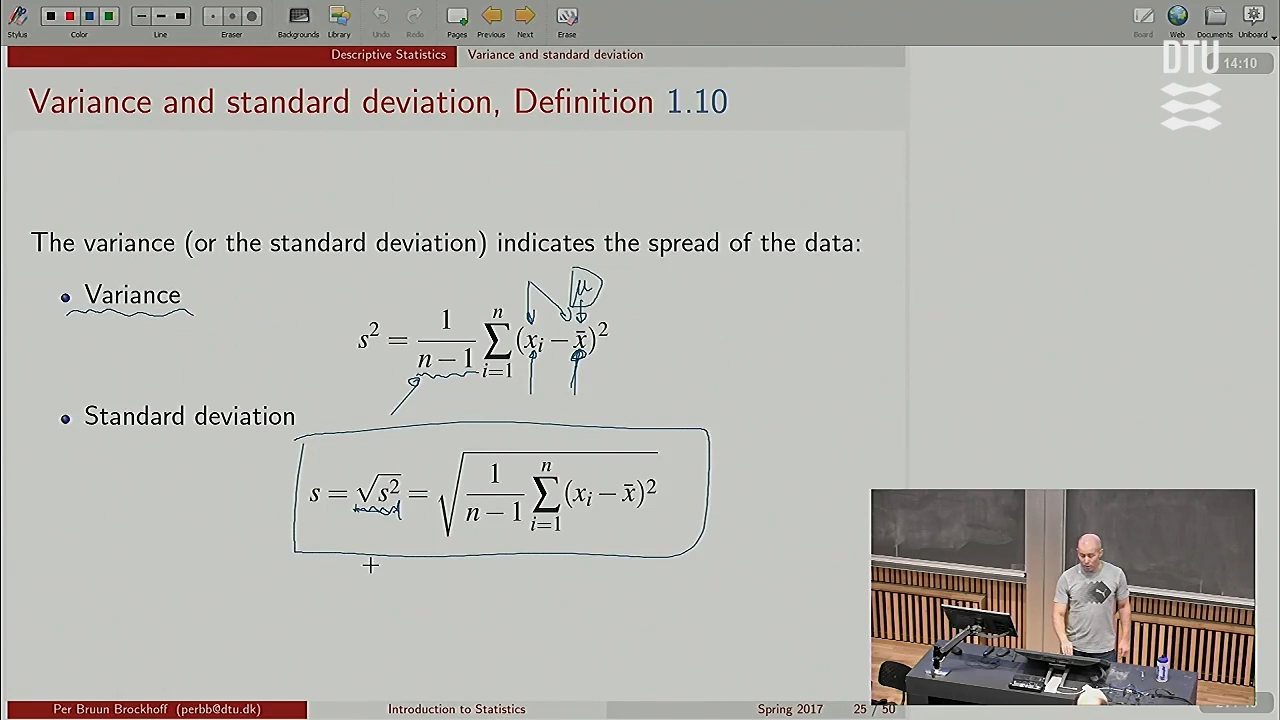 Stylus Color Line Eraser Backgrounds Library Undo Redo Pages Previous Next Erase Board Web Documents Uniboard
Descriptive Statistics Variance and standard deviation
DTU
14:10
Variance and standard deviation, Definition 1.10
The variance (or the standard deviation) indicates the spread of the data:
Variance
μ
s² = 1/(n − 1) ∑ᵢ₌₁ⁿ (xᵢ − x̄)²
Standard deviation
s = √s² = √(1/(n − 1) ∑ᵢ₌₁ⁿ (xᵢ − x̄)²)
Per Bruun Brockhoff (perbb@dtu.dk) Introduction to Statistics Spring 2017 25 / 50